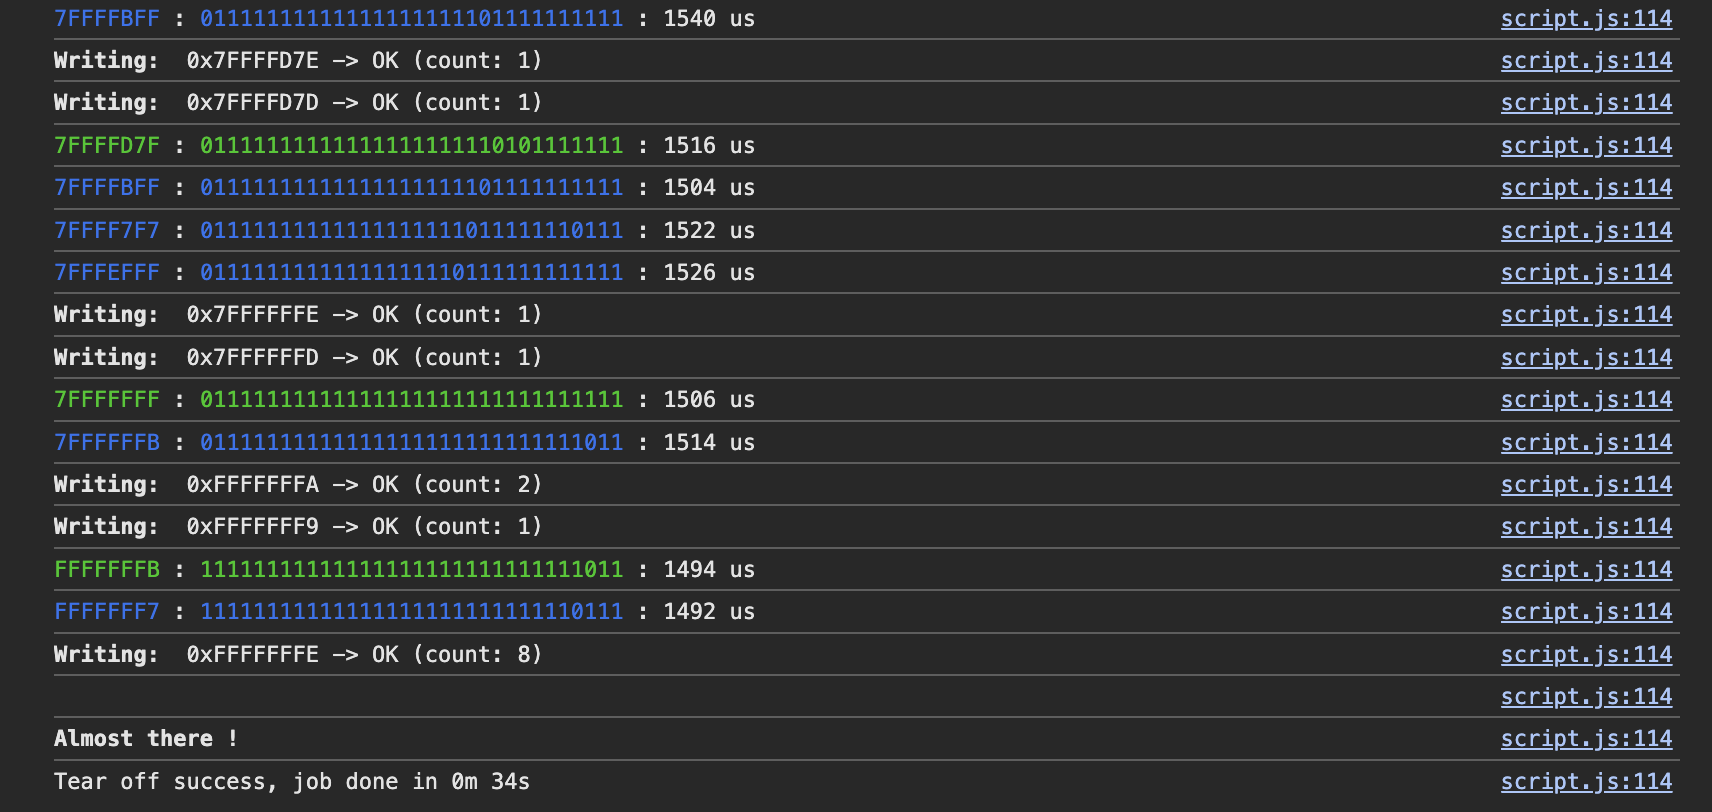 7FFFFBFF : 01111111111111111111101111111111 : 1540 us script.js:114
Writing: 0x7FFFFD7E —> OK (count: 1) script.js:114
Writing: 0x7FFFFD7D —> OK (count: 1) script.js:114
7FFFFD7F : 01111111111111111111110101111111 : 1516 us script.js:114
7FFFFBFF : 01111111111111111111101111111111 : 1504 us script.js:114
7FFFF7F7 : 01111111111111111111011111110111 : 1522 us script.js:114
7FFFEFFF : 01111111111111111110111111111111 : 1526 us script.js:114
Writing: 0x7FFFFFFE —> OK (count: 1) script.js:114
Writing: 0x7FFFFFFD —> OK (count: 1) script.js:114
7FFFFFFF : 01111111111111111111111111111111 : 1506 us script.js:114
7FFFFFFB : 01111111111111111111111111111011 : 1514 us script.js:114
Writing: 0xFFFFFFFA —> OK (count: 2) script.js:114
Writing: 0xFFFFFFF9 —> OK (count: 1) script.js:114
FFFFFFFB : 11111111111111111111111111111011 : 1494 us script.js:114
FFFFFFF7 : 11111111111111111111111111110111 : 1492 us script.js:114
Writing: 0xFFFFFFFE —> OK (count: 8) script.js:114
script.js:114
Almost there ! script.js:114
Tear off success, job done in 0m 34s script.js:114